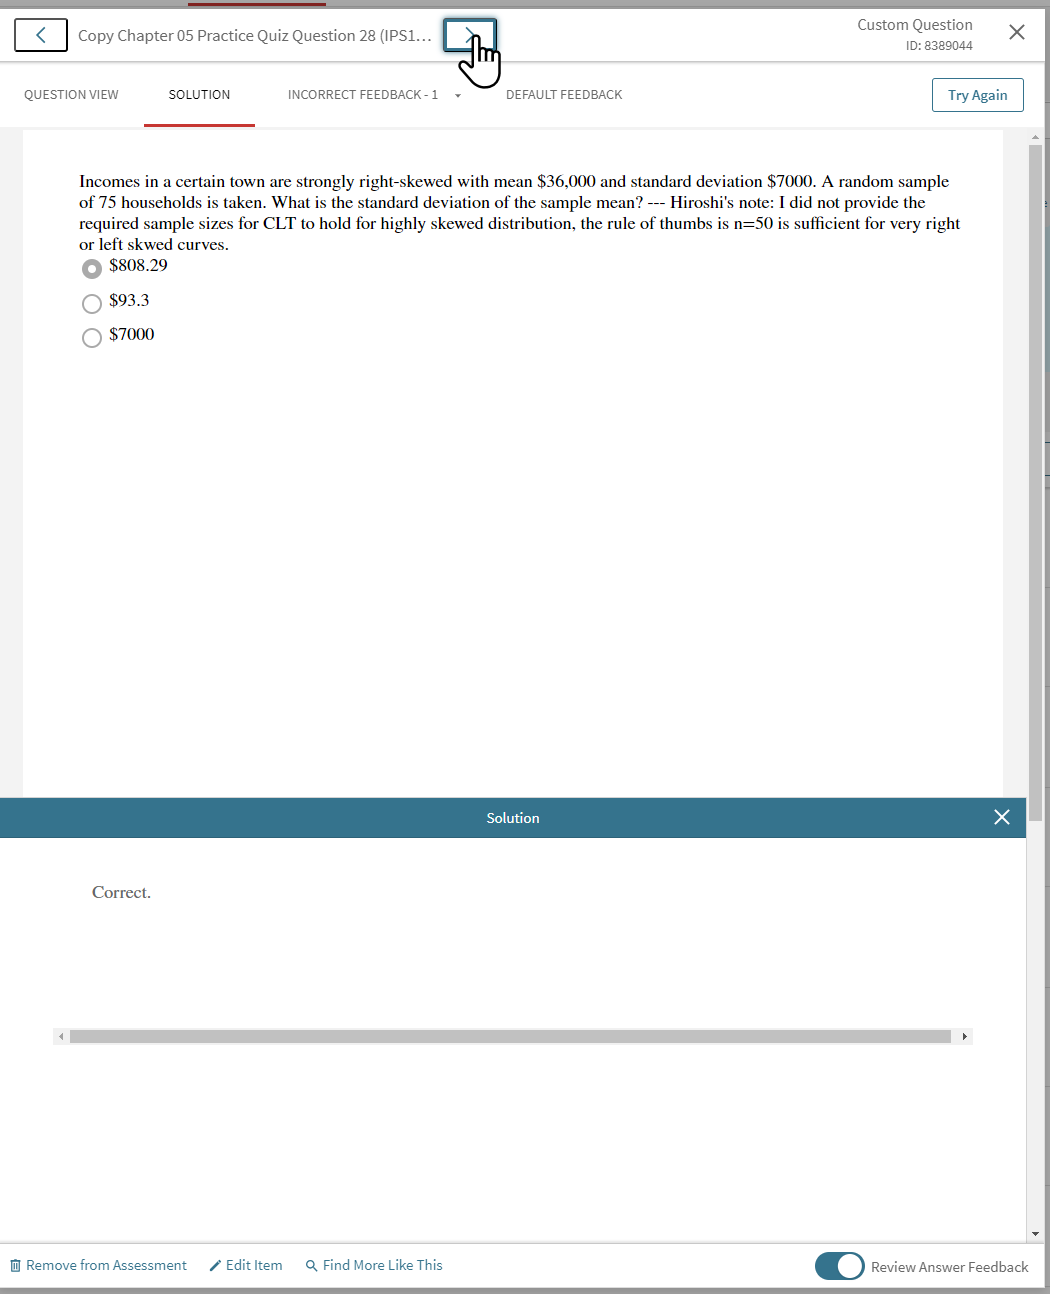 Copy Chapter 05 Practice Quiz Question 28 (IPS1...
Custom Question
ID: 8389044
QUESTION VIEW
SOLUTION
INCORRECT FEEDBACK - 1
DEFAULT FEEDBACK
Try Again
Incomes in a certain town are strongly right-skewed with mean $36,000 and standard deviation $7000. A random sample
of 75 households is taken. What is the standard deviation of the sample mean? --- Hiroshi's note: I did not provide the
required sample sizes for CLT to hold for highly skewed distribution, the rule of thumbs is n=50 is sufficient for very right
or left skwed curves.
$808.29
$93.3
$7000
Solution
Correct.
Remove from Assessment
Edit Item
Find More Like This
Review Answer Feedback